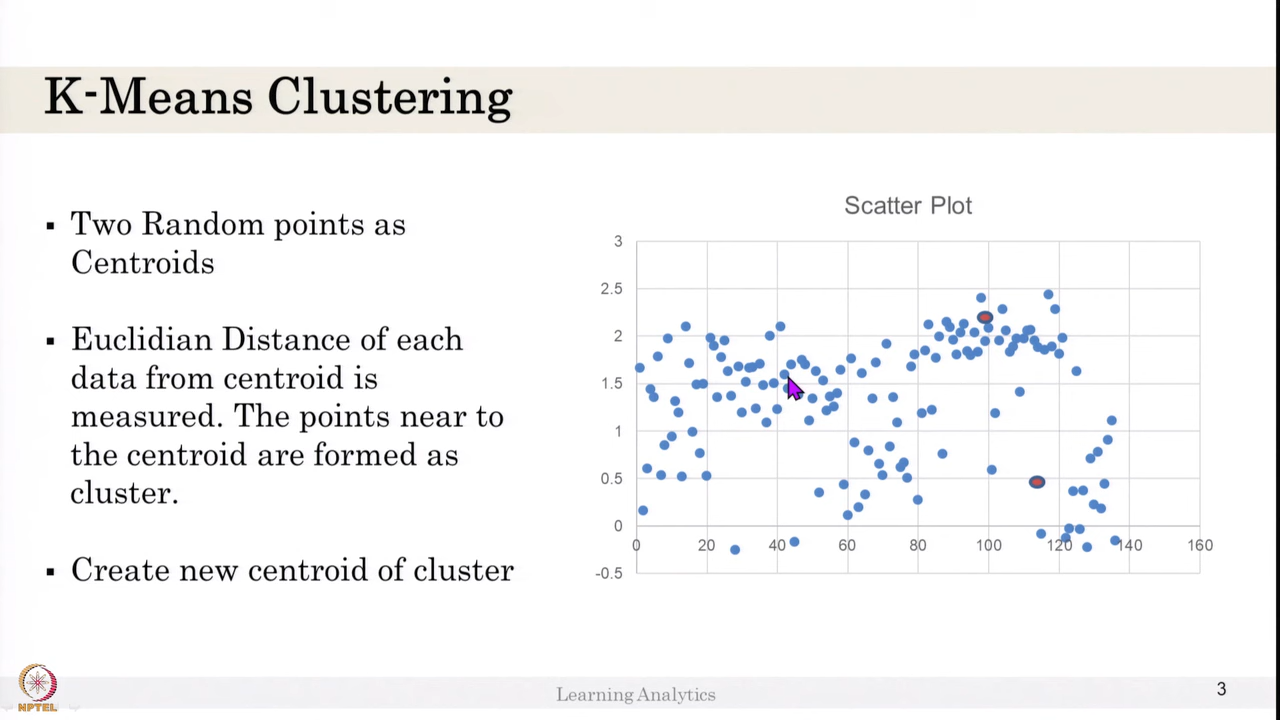 K-Means Clustering
▪ Two Random points as
Centroids
▪ Euclidian Distance of each
data from centroid is
measured. The points near to
the centroid are formed as
cluster.
▪ Create new centroid of cluster
Scatter Plot
3
2.5
2
1.5
1
0.5
0
-0.5
0 20 40 60 80 100 120 140 160
NPTEL
Learning Analytics
3